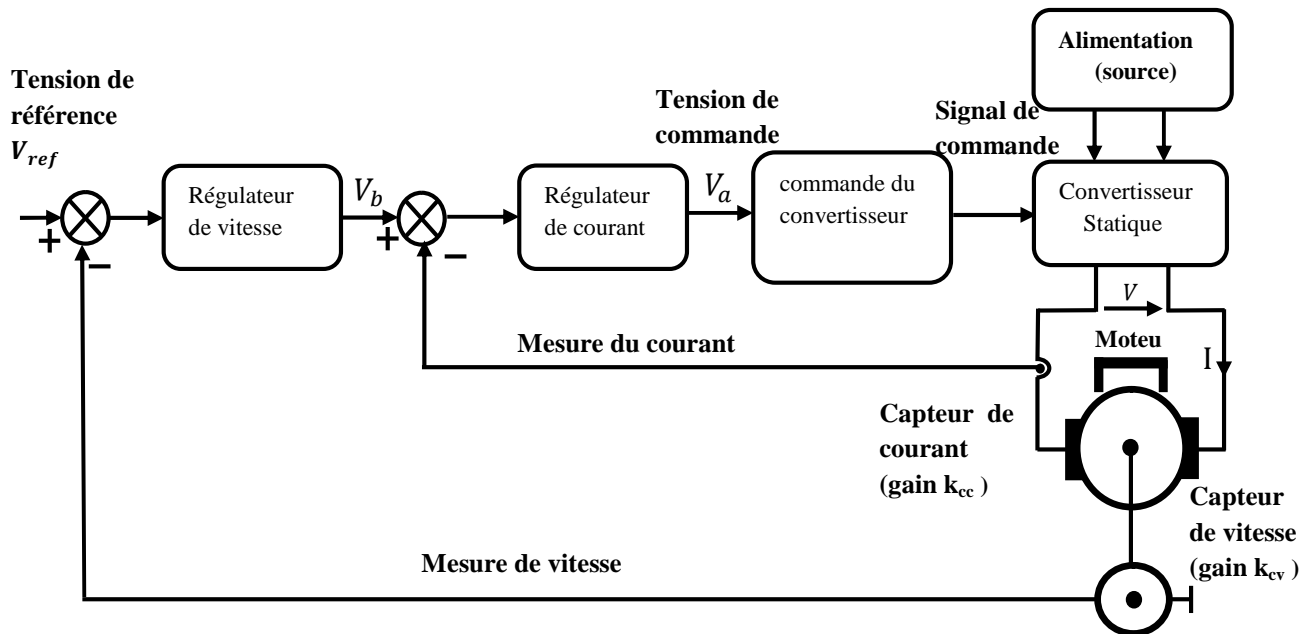 Alimentation
(source)
Tension de
référence
V_ref
Tension de
commande
Signal de
commande
Régulateur
de vitesse
V_b
Régulateur
de courant
V_a
commande du
convertisseur
Convertisseur
Statique
+
−
+
−
V
Mesure du courant
Moteu
I
Capteur de
courant
(gain k_cc )
Capteur
de vitesse
(gain k_cv )
Mesure de vitesse